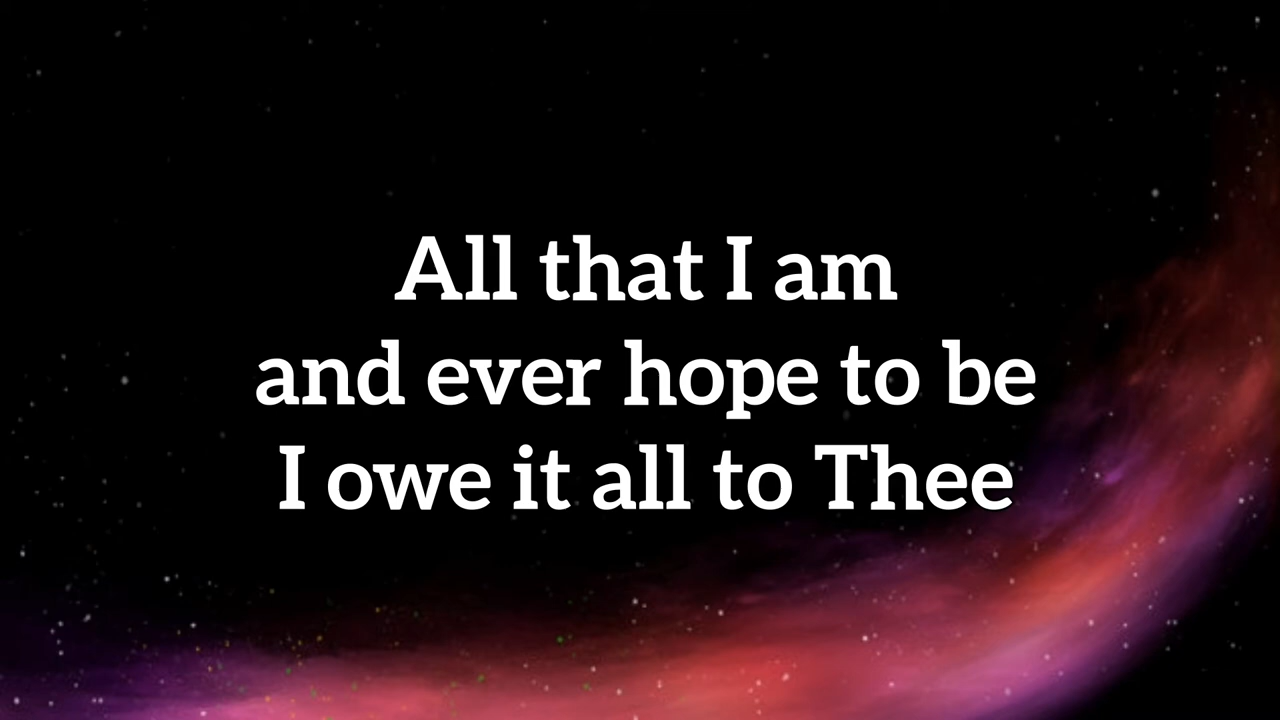 All that I am
and ever hope to be
I owe it all to Thee